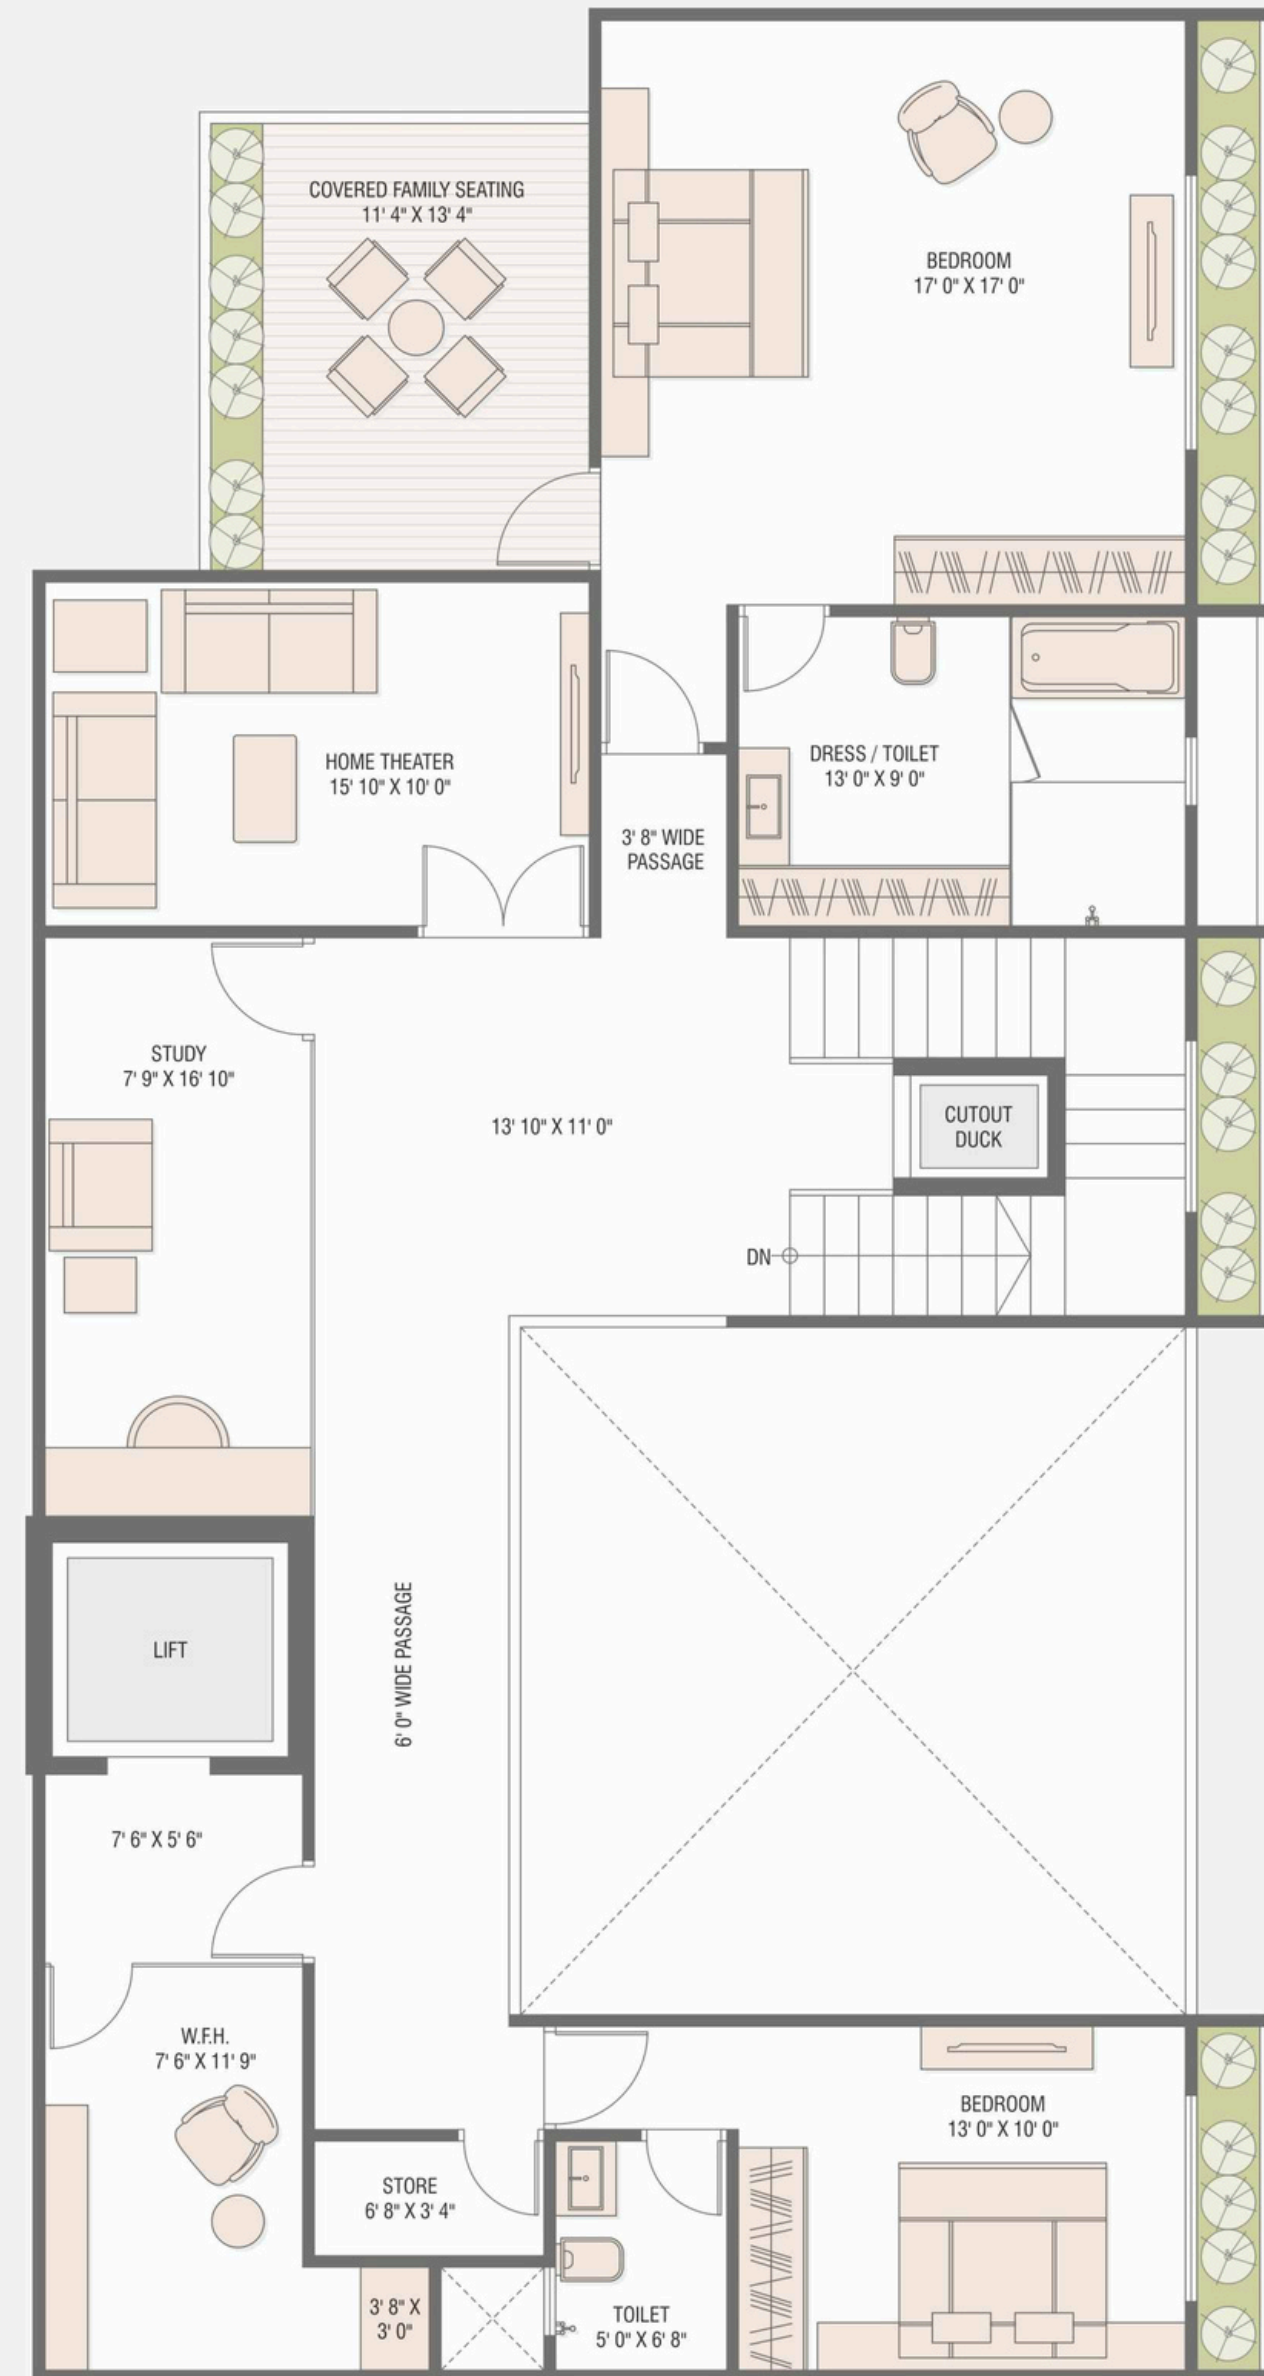 COVERED FAMILY SEATING
11' 4" X 13' 4"
BEDROOM
17' 0" X 17' 0"
HOME THEATER
15' 10" X 10' 0"
DRESS / TOILET
13' 0" X 9' 0"
3' 8" WIDE
PASSAGE
STUDY
7' 9" X 16' 10"
13' 10" X 11' 0"
CUTOUT
DUCK
DN
LIFT
6' 0" WIDE PASSAGE
7' 6" X 5' 6"
W.F.H.
7' 6" X 11' 9"
BEDROOM
13' 0" X 10' 0"
STORE
6' 8" X 3' 4"
3' 8" X
3' 0"
TOILET
5' 0" X 6' 8"